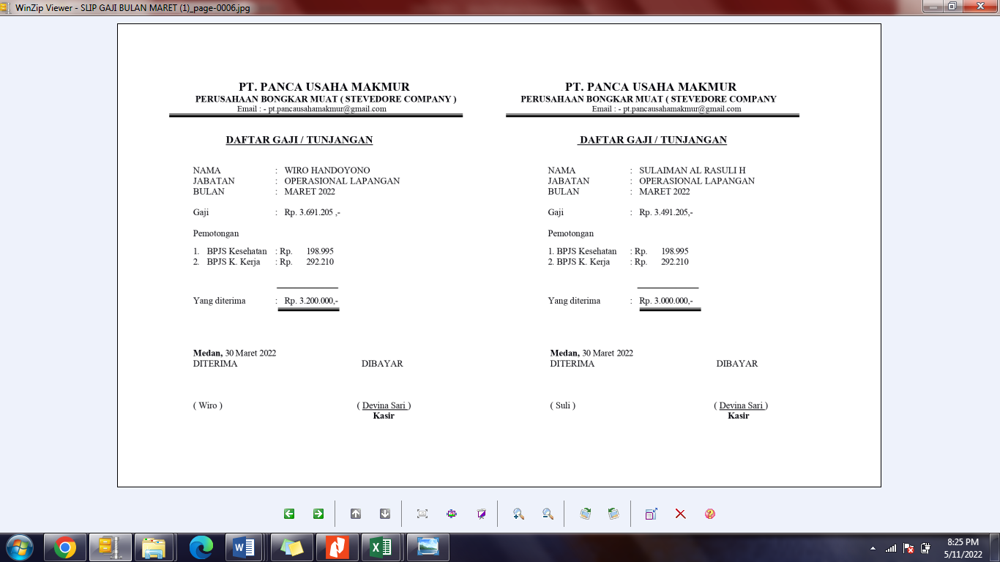 WinZip Viewer - SLIP GAJI BULAN MARET (1)_page-0006.jpg
PT. PANCA USAHA MAKMUR
PERUSAHAAN BONGKAR MUAT ( STEVEDORE COMPANY )
Email : - pt.pancausahamakmur@gmail.com
DAFTAR GAJI / TUNJANGAN
NAMA : WIRO HANDOYONO
JABATAN : OPERASIONAL LAPANGAN
BULAN : MARET 2022
Gaji : Rp. 3.691.205 ,-
Pemotongan
1. BPJS Kesehatan : Rp. 198.995
2. BPJS K. Kerja : Rp. 292.210
Yang diterima : Rp. 3.200.000,-
Medan, 30 Maret 2022
DITERIMA DIBAYAR
( Wiro ) ( Devina Sari )
Kasir
PT. PANCA USAHA MAKMUR
PERUSAHAAN BONGKAR MUAT ( STEVEDORE COMPANY
Email : - pt.pancausahamakmur@gmail.com
DAFTAR GAJI / TUNJANGAN
NAMA : SULAIMAN AL RASULI H
JABATAN : OPERASIONAL LAPANGAN
BULAN : MARET 2022
Gaji : Rp. 3.491.205,-
Pemotongan
1. BPJS Kesehatan : Rp. 198.995
2. BPJS K. Kerja : Rp. 292.210
Yang diterima : Rp. 3.000.000,-
Medan, 30 Maret 2022
DITERIMA DIBAYAR
( Suli ) ( Devina Sari )
Kasir
8:25 PM
5/11/2022